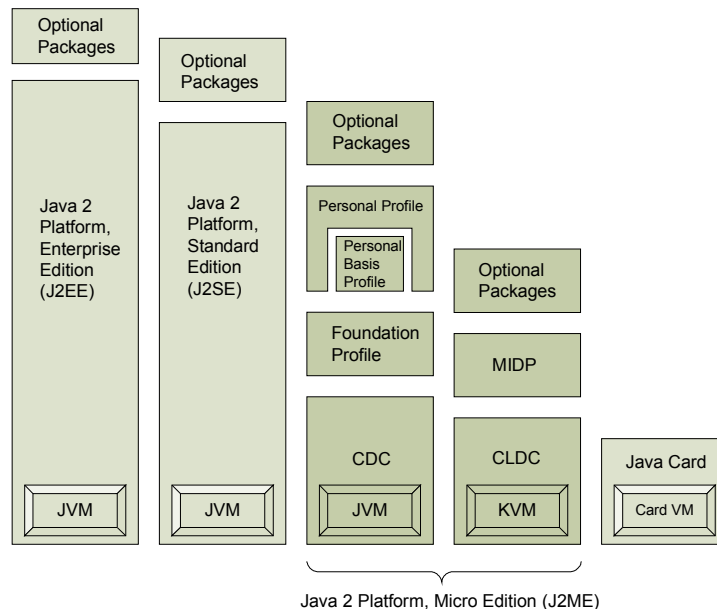 Optional
Packages
Java 2
Platform,
Enterprise
Edition
(J2EE)
JVM
Optional
Packages
Java 2
Platform,
Standard
Edition
(J2SE)
JVM
Optional
Packages
Personal Profile
Personal
Basis
Profile
Foundation
Profile
CDC
JVM
Optional
Packages
MIDP
CLDC
KVM
Java Card
Card VM
Java 2 Platform, Micro Edition (J2ME)